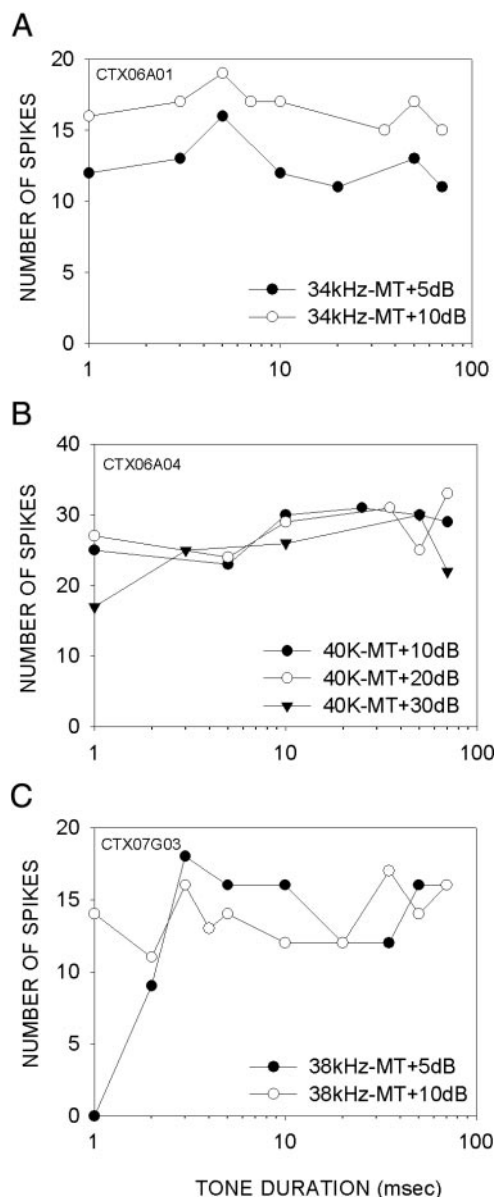 A
CTX06A01
20
15
10
5
0
NUMBER OF SPIKES
34kHz-MT+5dB
34kHz-MT+10dB
1
10
100
B
CTX06A04
40
30
20
10
0
NUMBER OF SPIKES
40K-MT+10dB
40K-MT+20dB
40K-MT+30dB
1
10
100
C
CTX07G03
20
15
10
5
0
NUMBER OF SPIKES
38kHz-MT+5dB
38kHz-MT+10dB
1
10
100
TONE DURATION (msec)